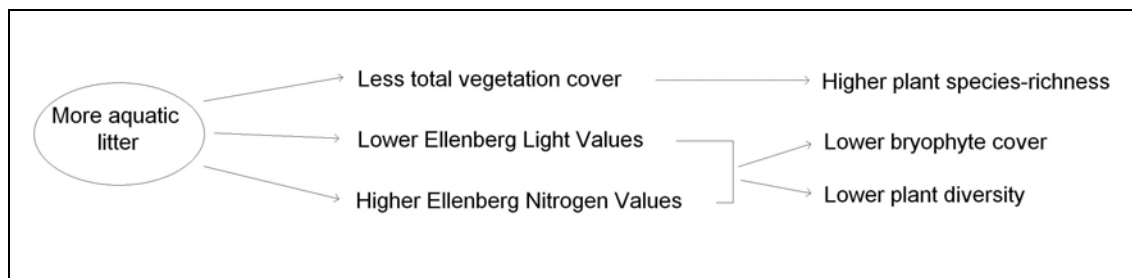 More aquatic
litter
Less total vegetation cover
Higher plant species-richness
Lower Ellenberg Light Values
Higher Ellenberg Nitrogen Values
Lower bryophyte cover
Lower plant diversity